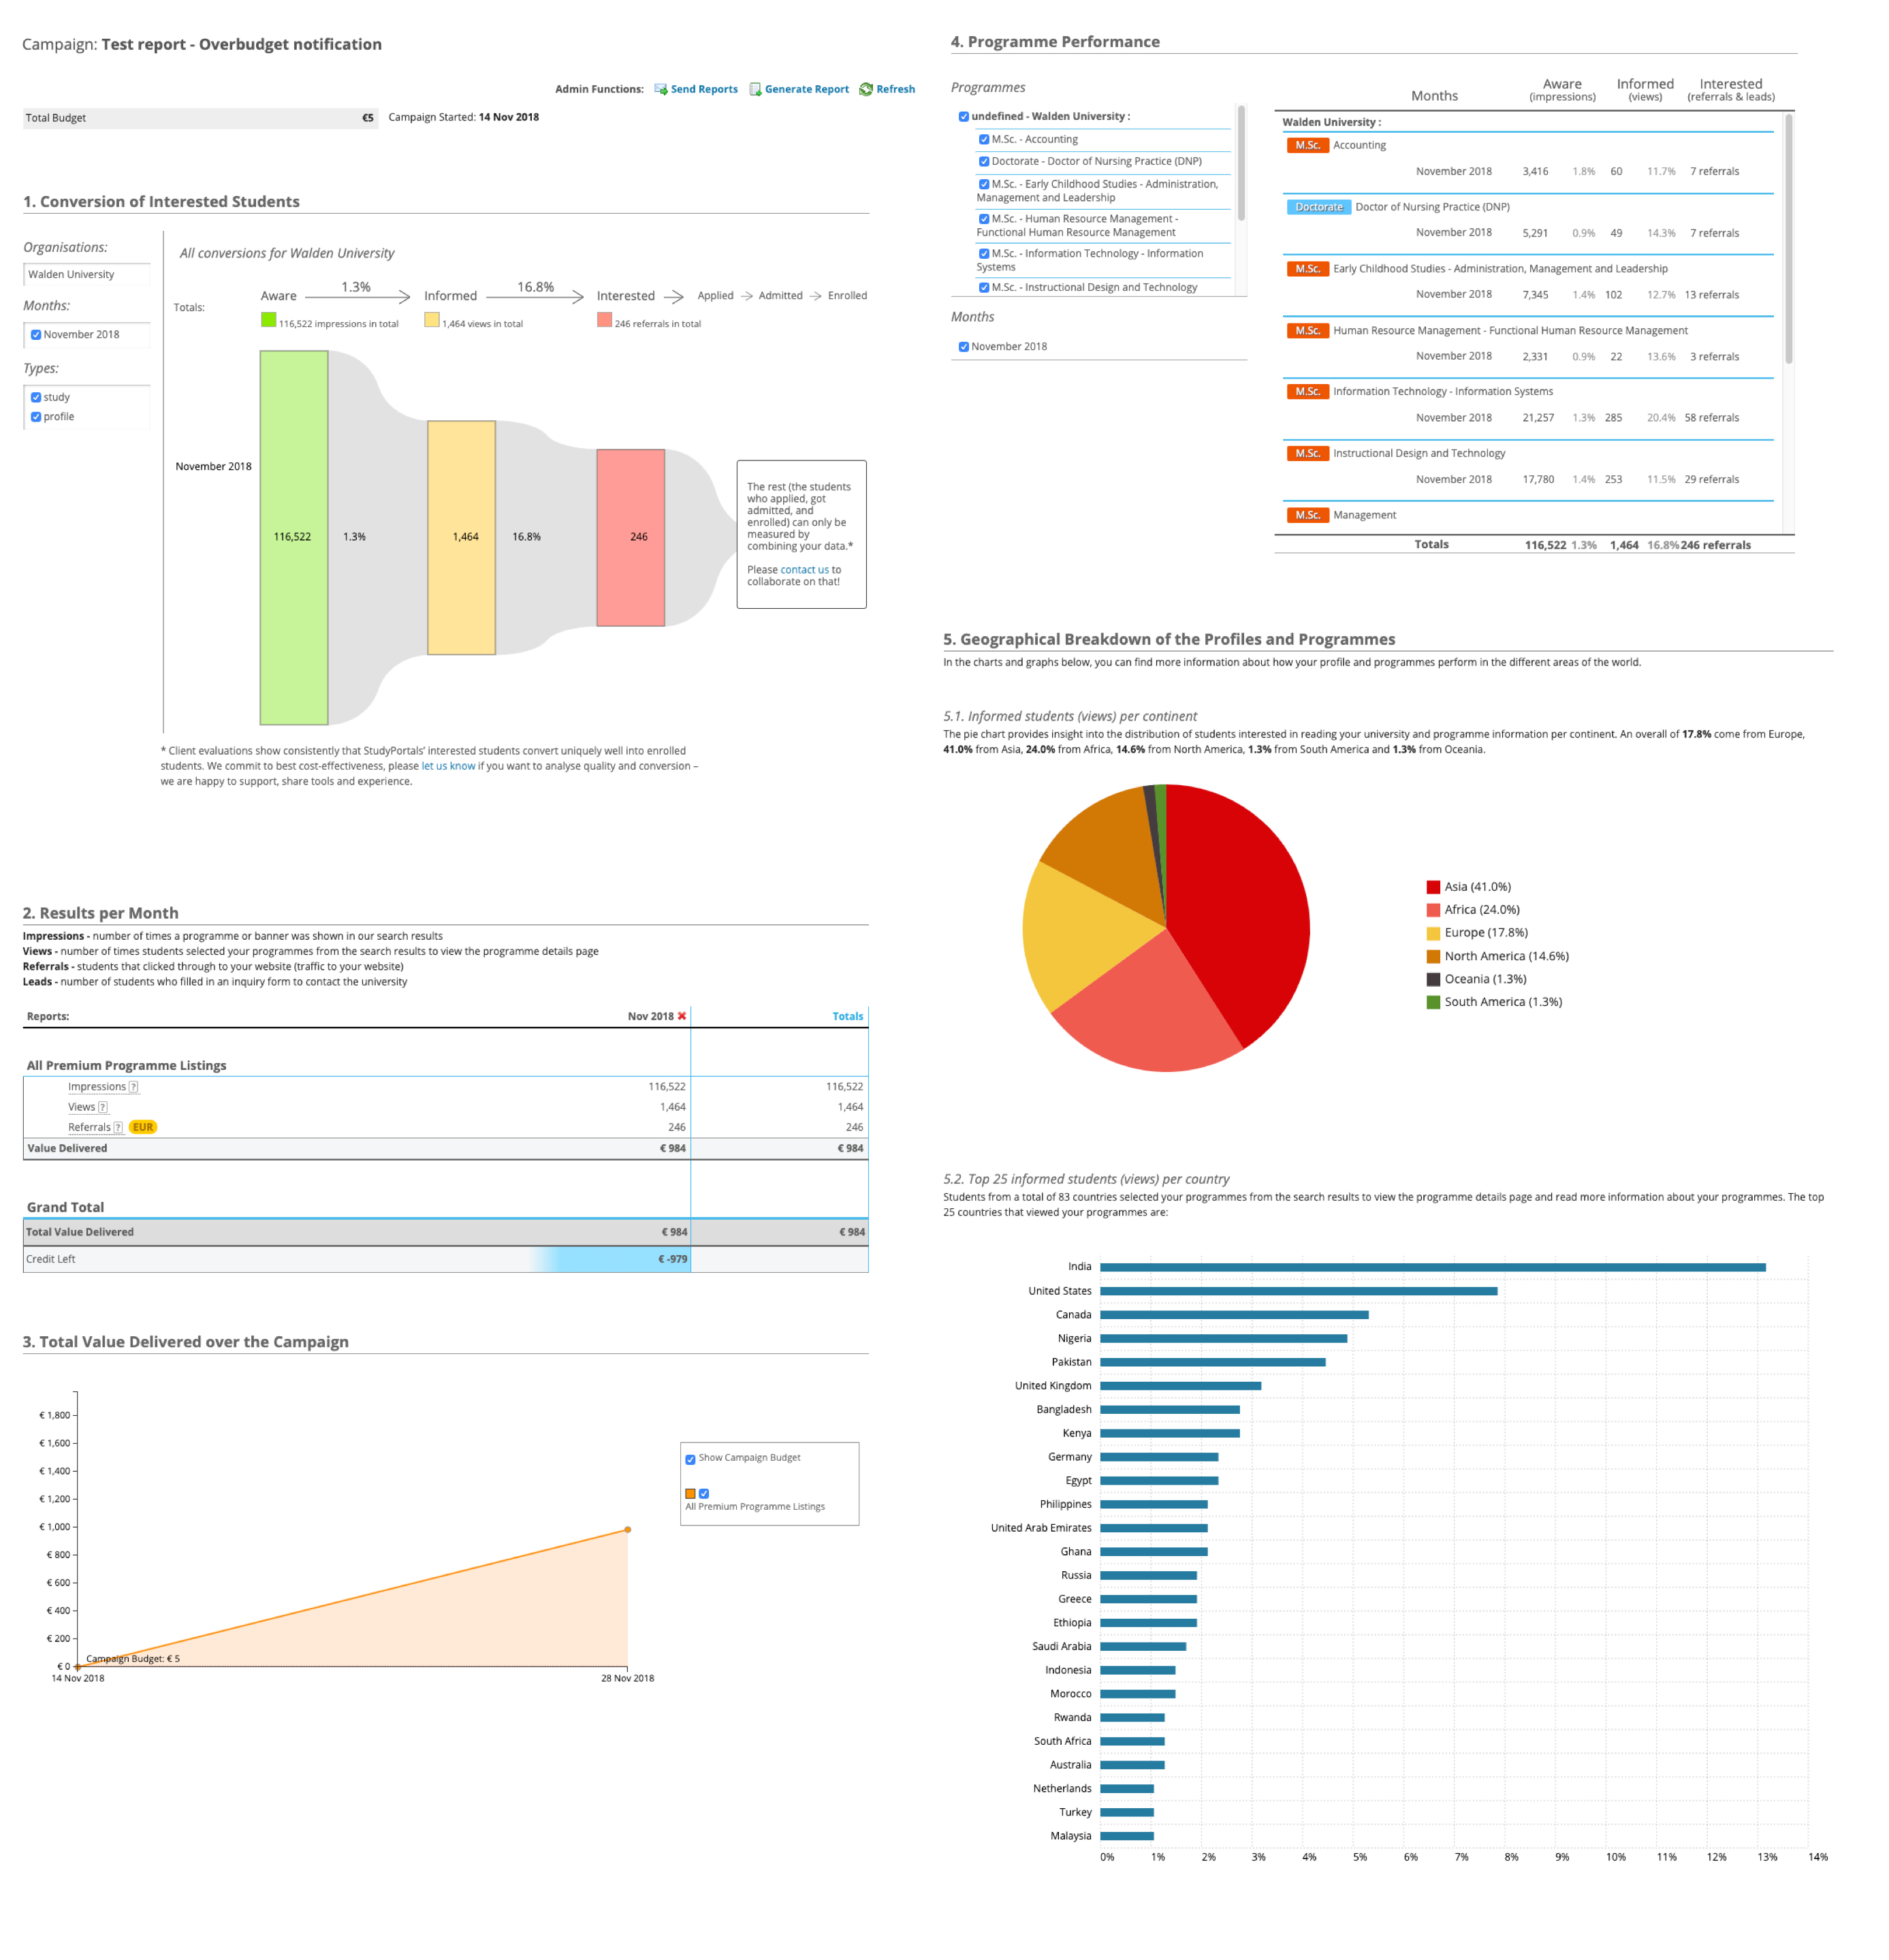 Campaign: Test report - Overbudget notification
Admin Functions: Send Reports Generate Report Refresh
Total Budget €5 Campaign Started: 14 Nov 2018
1. Conversion of Interested Students
Organisations:
Walden University
Months:
November 2018
Types:
study
profile
All conversions for Walden University
Totals:
Aware 1.3% Informed 16.8% Interested Applied Admitted Enrolled
116,522 impressions in total 1,464 views in total 246 referrals in total
November 2018
116,522 1.3% 1,464 16.8% 246
The rest (the students
who applied, got
admitted, and
enrolled) can only be
measured by
combining your data.*
Please contact us to
collaborate on that!
* Client evaluations show consistently that StudyPortals' interested students convert uniquely well into enrolled
students. We commit to best cost-effectiveness, please let us know if you want to analyse quality and conversion –
we are happy to support, share tools and experience.
2. Results per Month
Impressions - number of times a programme or banner was shown in our search results
Views - number of times students selected your programmes from the search results to view the programme details page
Referrals - students that clicked through to your website (traffic to your website)
Leads - number of students who filled in an inquiry form to contact the university
Reports: Nov 2018 Totals
All Premium Programme Listings
Impressions ? 116,522 116,522
Views ? 1,464 1,464
Referrals ? EUR 246 246
Value Delivered € 984 € 984
Grand Total
Total Value Delivered € 984 € 984
Credit Left € -979
3. Total Value Delivered over the Campaign
€ 1,800
€ 1,600
€ 1,400
€ 1,200
€ 1,000
€ 800
€ 600
€ 400
€ 200
€ 0
Campaign Budget: € 5
14 Nov 2018 28 Nov 2018
Show Campaign Budget
All Premium Programme Listings
4. Programme Performance
Programmes
undefined - Walden University :
M.Sc. - Accounting
Doctorate - Doctor of Nursing Practice (DNP)
M.Sc. - Early Childhood Studies - Administration,
Management and Leadership
M.Sc. - Human Resource Management -
Functional Human Resource Management
M.Sc. - Information Technology - Information
Systems
M.Sc. - Instructional Design and Technology
Months
November 2018
Months Aware (impressions) Informed (views) Interested (referrals & leads)
Walden University :
M.Sc. Accounting
November 2018 3,416 1.8% 60 11.7% 7 referrals
Doctorate Doctor of Nursing Practice (DNP)
November 2018 5,291 0.9% 49 14.3% 7 referrals
M.Sc. Early Childhood Studies - Administration, Management and Leadership
November 2018 7,345 1.4% 102 12.7% 13 referrals
M.Sc. Human Resource Management - Functional Human Resource Management
November 2018 2,331 0.9% 22 13.6% 3 referrals
M.Sc. Information Technology - Information Systems
November 2018 21,257 1.3% 285 20.4% 58 referrals
M.Sc. Instructional Design and Technology
November 2018 17,780 1.4% 253 11.5% 29 referrals
M.Sc. Management
Totals 116,522 1.3% 1,464 16.8% 246 referrals
5. Geographical Breakdown of the Profiles and Programmes
In the charts and graphs below, you can find more information about how your profile and programmes perform in the different areas of the world.
5.1. Informed students (views) per continent
The pie chart provides insight into the distribution of students interested in reading your university and programme information per continent. An overall of 17.8% come from Europe,
41.0% from Asia, 24.0% from Africa, 14.6% from North America, 1.3% from South America and 1.3% from Oceania.
Asia (41.0%)
Africa (24.0%)
Europe (17.8%)
North America (14.6%)
Oceania (1.3%)
South America (1.3%)
5.2. Top 25 informed students (views) per country
Students from a total of 83 countries selected your programmes from the search results to view the programme details page and read more information about your programmes. The top
25 countries that viewed your programmes are:
India
United States
Canada
Nigeria
Pakistan
United Kingdom
Bangladesh
Kenya
Germany
Egypt
Philippines
United Arab Emirates
Ghana
Russia
Greece
Ethiopia
Saudi Arabia
Indonesia
Morocco
Rwanda
South Africa
Australia
Netherlands
Turkey
Malaysia
0% 1% 2% 3% 4% 5% 6% 7% 8% 9% 10% 11% 12% 13% 14%